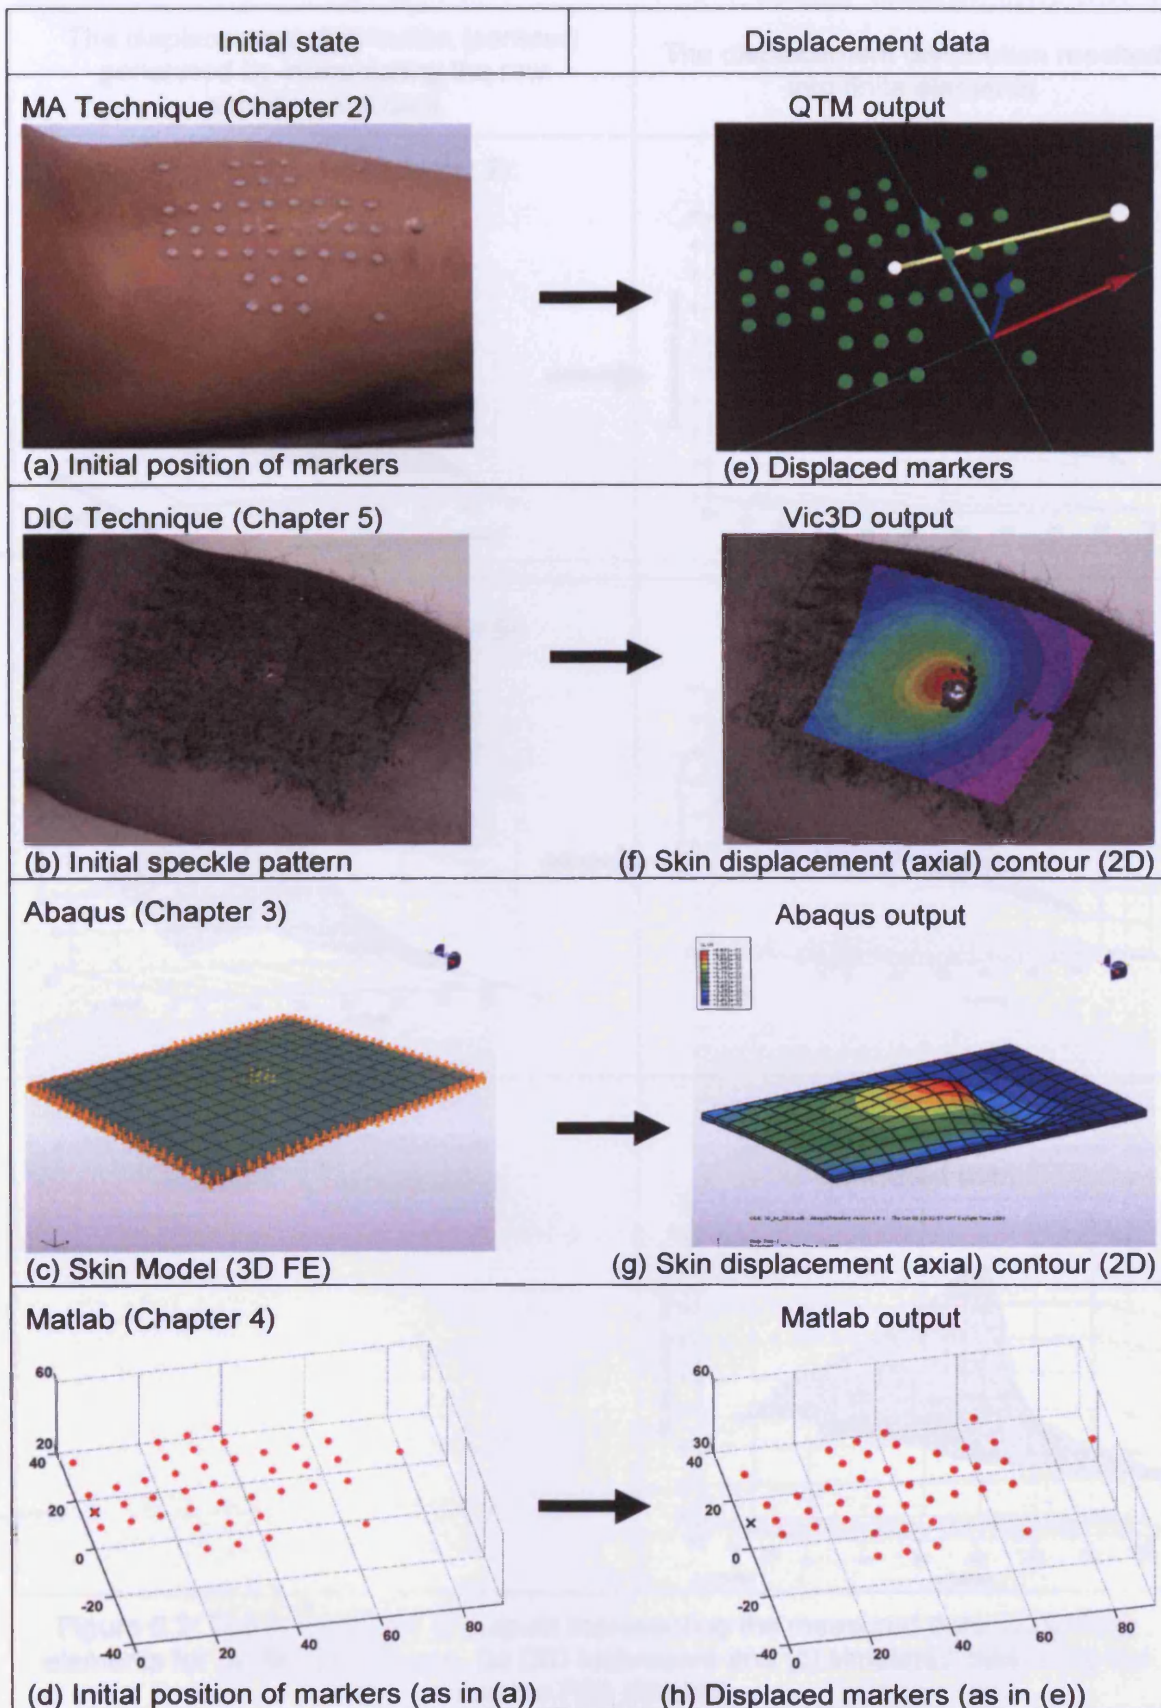 Initial state
Displacement data
MA Technique (Chapter 2)
QTM output
(a) Initial position of markers
(e) Displaced markers
DIC Technique (Chapter 5)
Vic3D output
(b) Initial speckle pattern
(f) Skin displacement (axial) contour (2D)
Abaqus (Chapter 3)
Abaqus output
(c) Skin Model (3D FE)
(g) Skin displacement (axial) contour (2D)
Matlab (Chapter 4)
Matlab output
60
20
40
20
0
-20
-40
0
20
40
60
80
60
30
40
20
0
-20
-40
0
20
40
60
80
(d) Initial position of markers (as in (a))
(h) Displaced markers (as in (e))